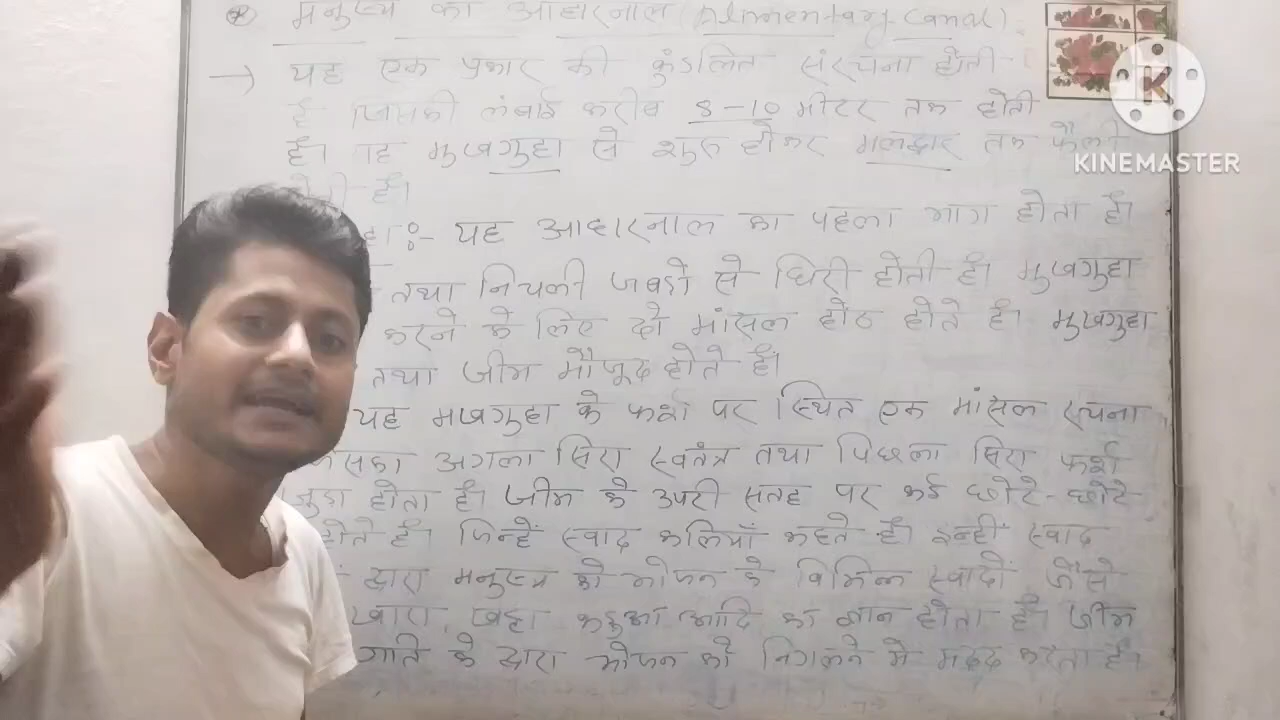 मनुष्य का आहारनाल (Alimentary Canal):
→ यह एक प्रकार की कुंडलित संरचना होती
है जिसकी लंबाई करीब 8-10 मीटर तक होती
है। यह मुखगुहा से शुरु होकर मलद्वार तक फैली
है।
यह आहारनाल का पहला भाग होता है।
तथा निचली जबडो से घिरी होती है। मुखगुहा
करने के लिए दो मांसल होठ होते है। मुखगुहा
तथा जीभ मौजूद होते है।
यह मुखगुहा के फर्श पर स्थित एक मांसल रचना
अगला सिरा स्वतंत्र तथा पिछला सिरा फर्श
जुडा होता है। जीभ के उपरी सतह पर कई छोटे-छोटे
होते है। जिन्हें स्वाद कलियाँ कहते है। इन्हीं स्वाद
द्वारा मनुष्य को भोजन के विभिन्न स्वादों जैसे
खारा, खट्टा कडुआ आदि का ज्ञान होता है। जीभ
गति के द्वारा भोजन को निगलने मे मदद करता है।
K
KINEMASTER